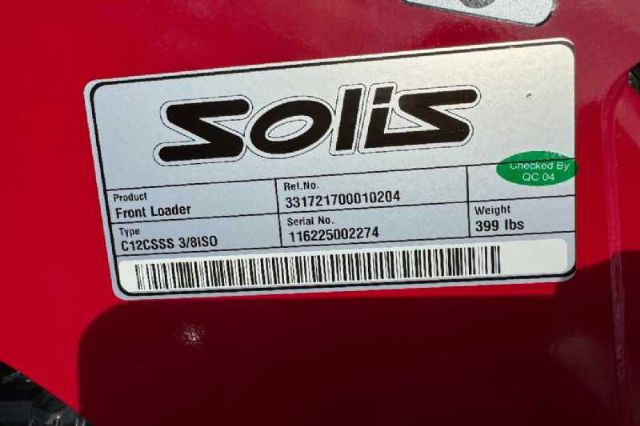 Solis
Checked By
QC 04
Product
Front Loader
Ref.No.
331721700010204
Type
C12CSSS 3/8ISO
Serial No.
116225002274
Weight
399 lbs